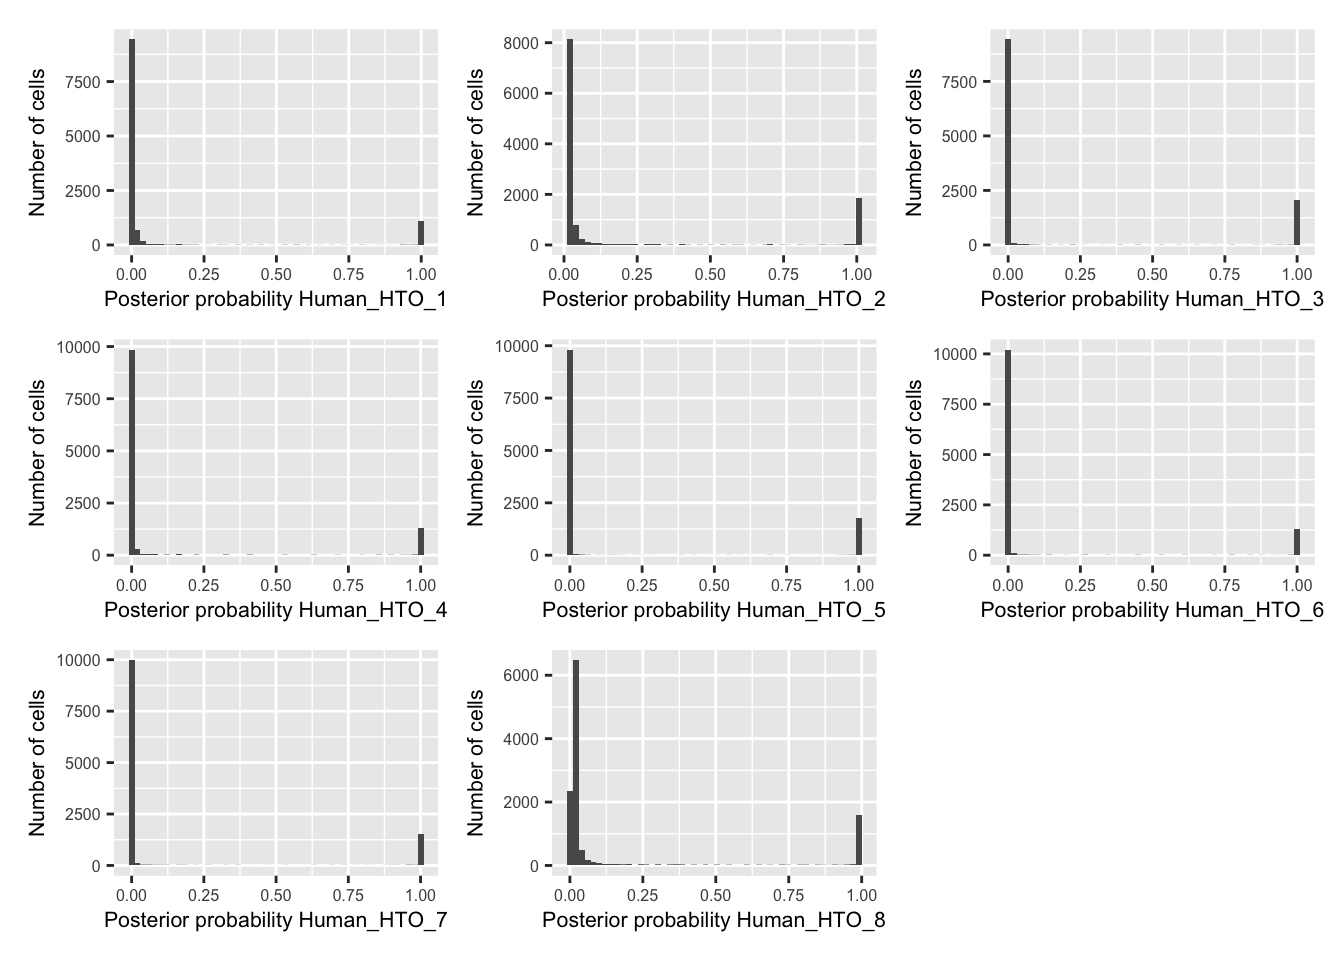 Number of cells
7500
5000
2500
0
0.00 0.25 0.50 0.75 1.00
Posterior probability Human_HTO_1
Number of cells
8000
6000
4000
2000
0
0.00 0.25 0.50 0.75 1.00
Posterior probability Human_HTO_2
Number of cells
7500
5000
2500
0
0.00 0.25 0.50 0.75 1.00
Posterior probability Human_HTO_3
Number of cells
10000
7500
5000
2500
0
0.00 0.25 0.50 0.75 1.00
Posterior probability Human_HTO_4
Number of cells
10000
7500
5000
2500
0
0.00 0.25 0.50 0.75 1.00
Posterior probability Human_HTO_5
Number of cells
10000
7500
5000
2500
0
0.00 0.25 0.50 0.75 1.00
Posterior probability Human_HTO_6
Number of cells
10000
7500
5000
2500
0
0.00 0.25 0.50 0.75 1.00
Posterior probability Human_HTO_7
Number of cells
6000
4000
2000
0
0.00 0.25 0.50 0.75 1.00
Posterior probability Human_HTO_8